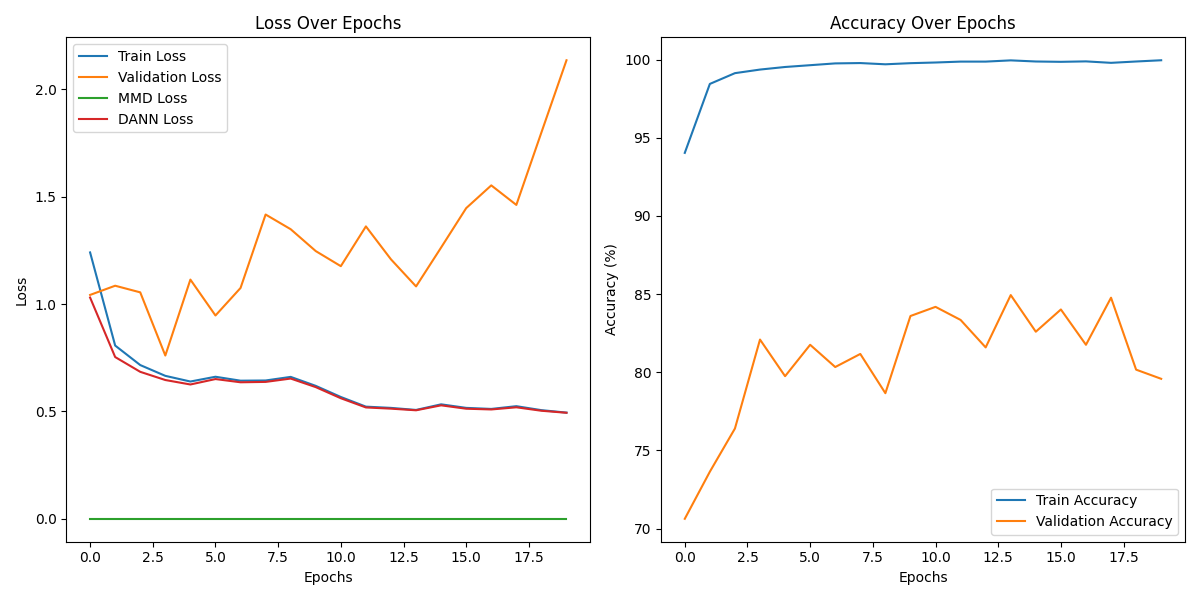 Loss Over Epochs
Train Loss
Validation Loss
MMD Loss
DANN Loss
2.0
1.5
1.0
0.5
0.0
Loss
0.0 2.5 5.0 7.5 10.0 12.5 15.0 17.5
Epochs
Accuracy Over Epochs
100
95
90
85
80
75
70
Accuracy (%)
Train Accuracy
Validation Accuracy
0.0 2.5 5.0 7.5 10.0 12.5 15.0 17.5
Epochs